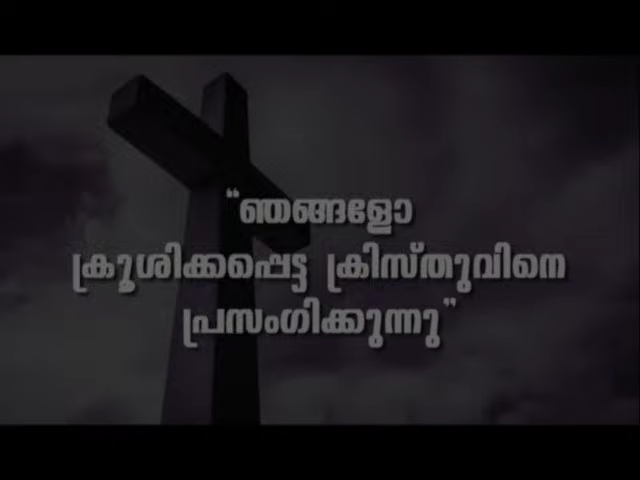 “ഞങ്ങളോ
ക്രൂശിക്കപ്പെട്ട ക്രിസ്തുവിനെ
പ്രസംഗിക്കുന്നു”